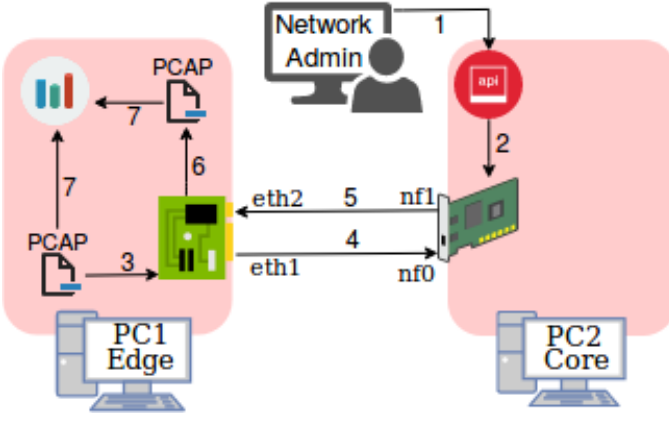 Network
Admin
1
api
2
PCAP
7
6
7
PCAP
3
eth2
5
nf1
4
eth1
nf0
PC1
Edge
PC2
Core